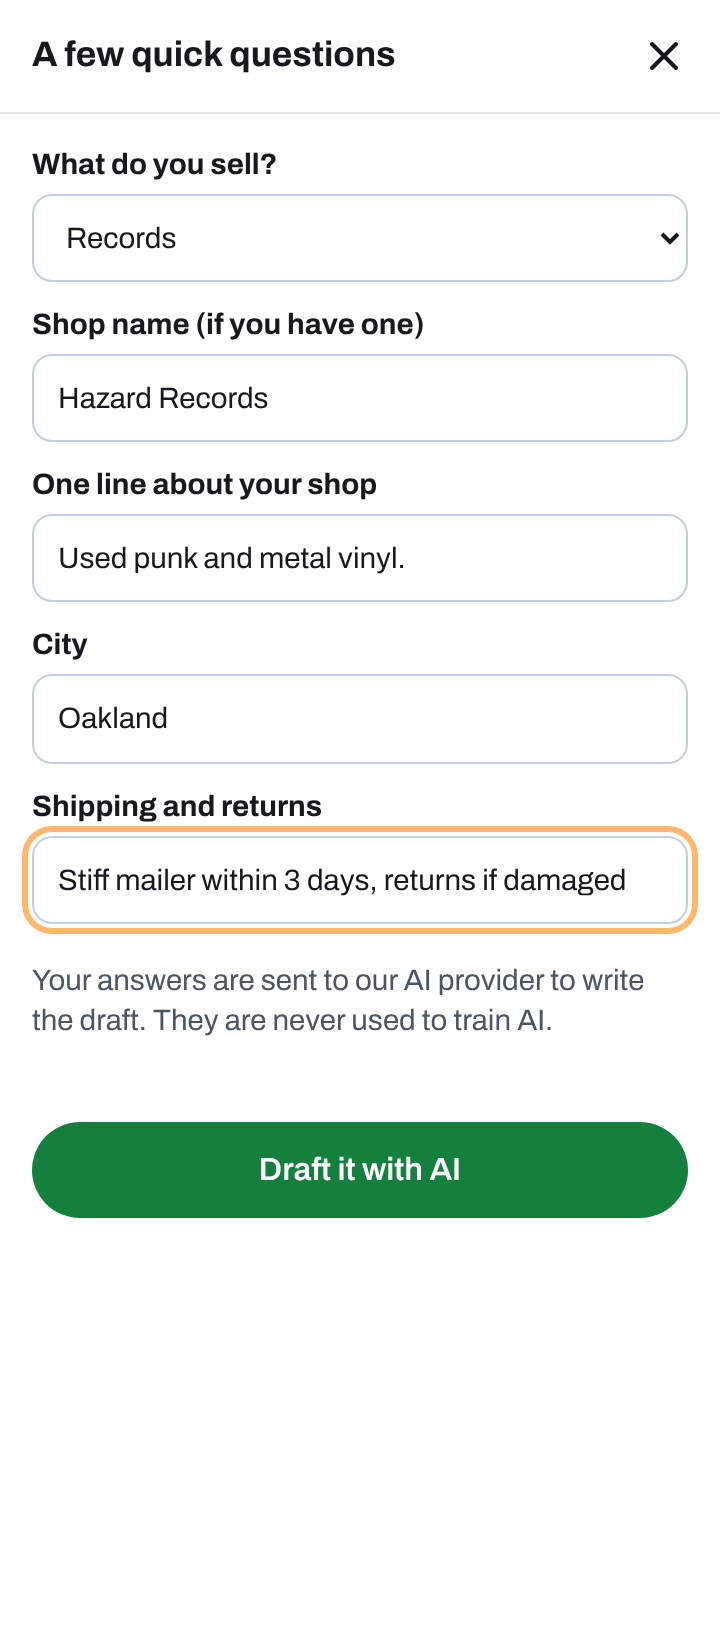 A few quick questions
What do you sell?
Records
Shop name (if you have one)
Hazard Records
One line about your shop
Used punk and metal vinyl.
City
Oakland
Shipping and returns
Stiff mailer within 3 days, returns if damaged
Your answers are sent to our AI provider to write
the draft. They are never used to train AI.
Draft it with AI